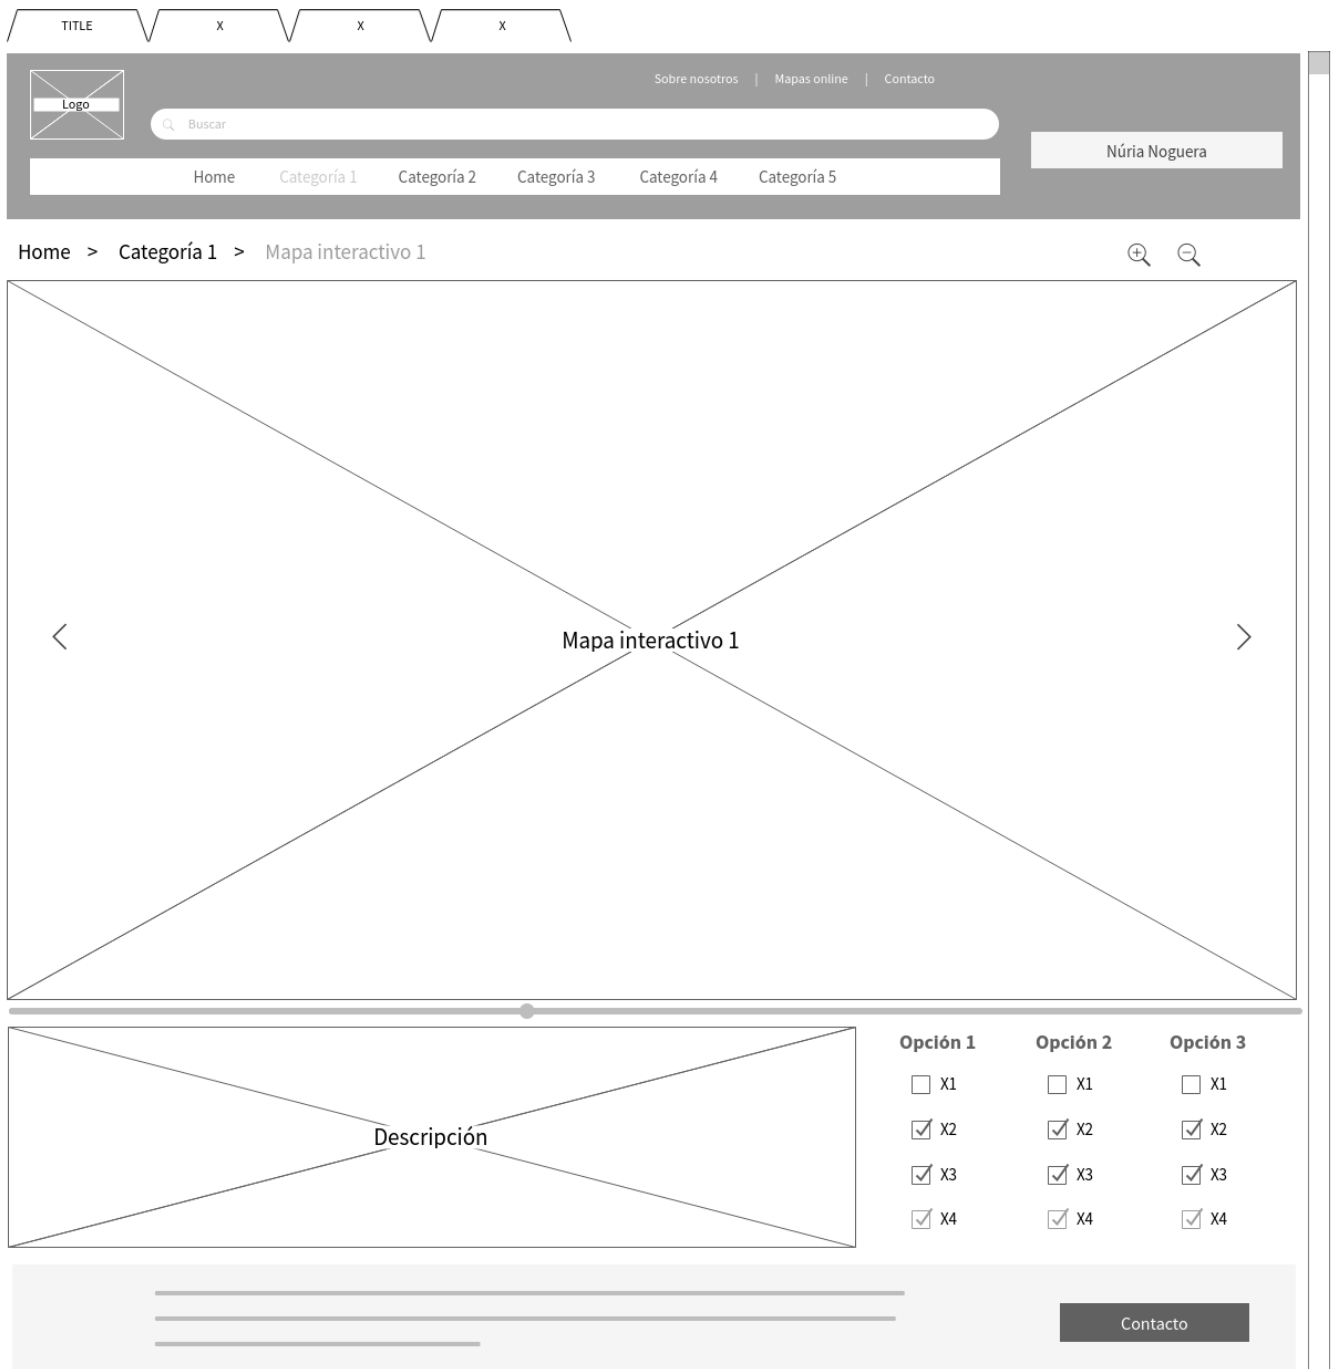 TITLE X X X
Sobre nosotros | Mapas online | Contacto
Logo
Buscar
Núria Noguera
Home Categoría 1 Categoría 2 Categoría 3 Categoría 4 Categoría 5
Home > Categoría 1 > Mapa interactivo 1
Mapa interactivo 1
Descripción
Opción 1 Opción 2 Opción 3
X1 X1 X1
X2 X2 X2
X3 X3 X3
X4 X4 X4
Contacto